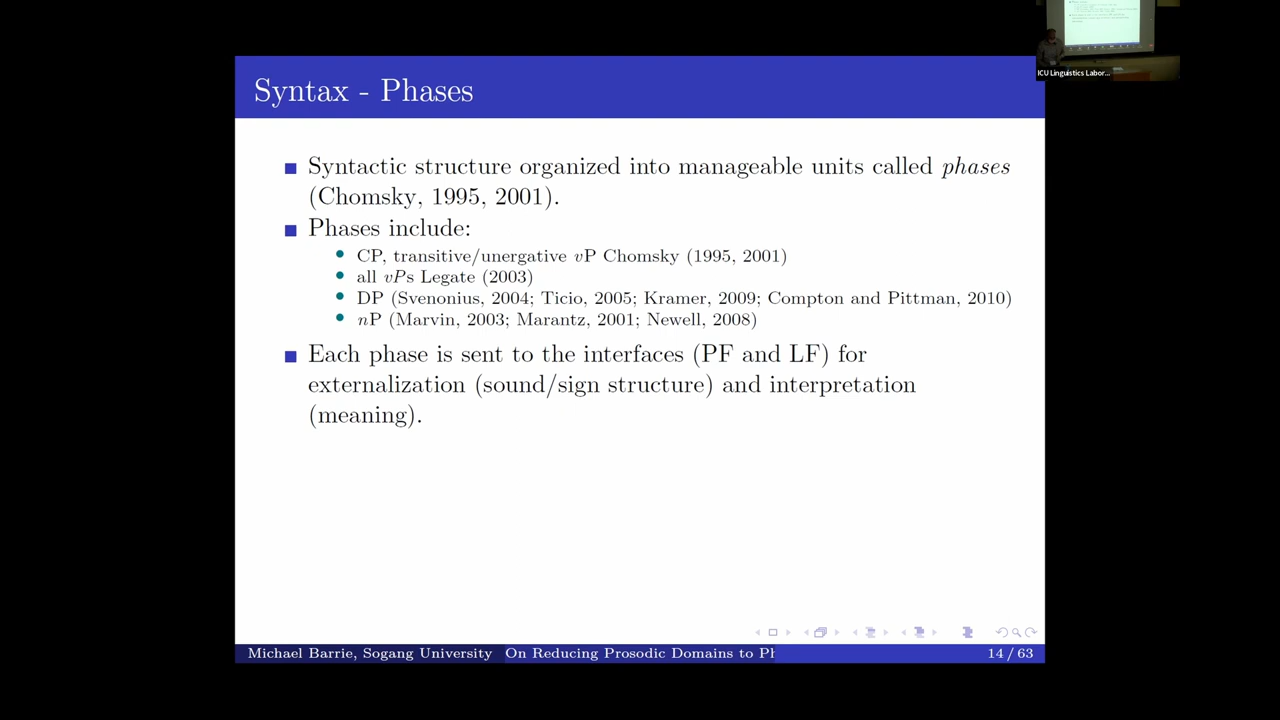 ICU Linguistics Labor...
Syntax - Phases
Syntactic structure organized into manageable units called phases
(Chomsky, 1995, 2001).
Phases include:
CP, transitive/unergative vP Chomsky (1995, 2001)
all vPs Legate (2003)
DP (Svenonius, 2004; Ticio, 2005; Kramer, 2009; Compton and Pittman, 2010)
nP (Marvin, 2003; Marantz, 2001; Newell, 2008)
Each phase is sent to the interfaces (PF and LF) for
externalization (sound/sign structure) and interpretation
(meaning).
Michael Barrie, Sogang University On Reducing Prosodic Domains to Ph 14 / 63